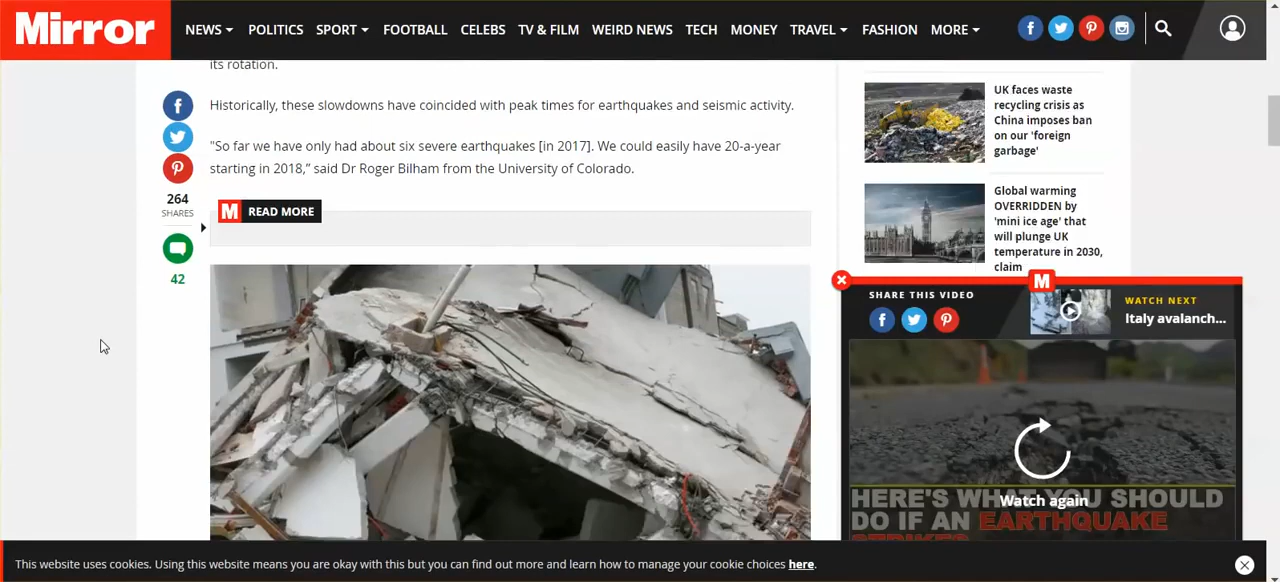 Mirror
NEWS POLITICS SPORT FOOTBALL CELEBS TV & FILM WEIRD NEWS TECH MONEY TRAVEL FASHION MORE
its rotation.
Historically, these slowdowns have coincided with peak times for earthquakes and seismic activity.
"So far we have only had about six severe earthquakes [in 2017]. We could easily have 20-a-year
starting in 2018,” said Dr Roger Bilham from the University of Colorado.
264
SHARES
42
M READ MORE
UK faces waste
recycling crisis as
China imposes ban
on our 'foreign
garbage'
Global warming
OVERRIDDEN by
'mini ice age' that
will plunge UK
temperature in 2030,
claim
M
SHARE THIS VIDEO
WATCH NEXT
Italy avalanch...
Watch again
HERE'S WHAT YOU SHOULD
DO IF AN EARTHQUAKE
STRIKES
This website uses cookies. Using this website means you are okay with this but you can find out more and learn how to manage your cookie choices here.